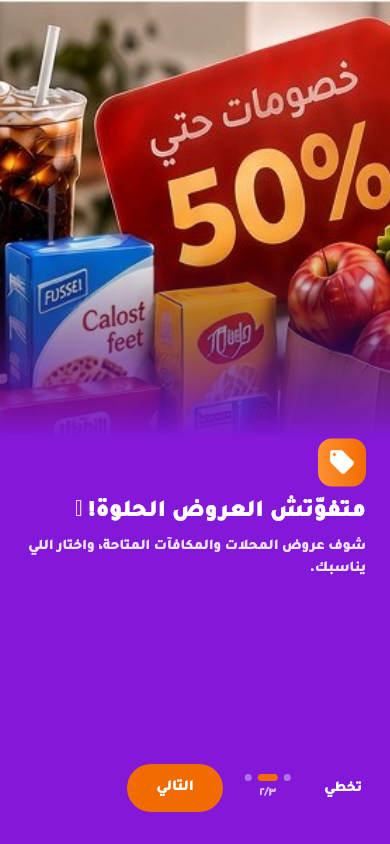 خصومات حتي
50%
FUSSEI
Calost
feet
متفوّتش العروض الحلوة!
شوف عروض المحلات والمكافآت المتاحة، واختار اللي
يناسبك.
تخطي
٢/٣
التالي